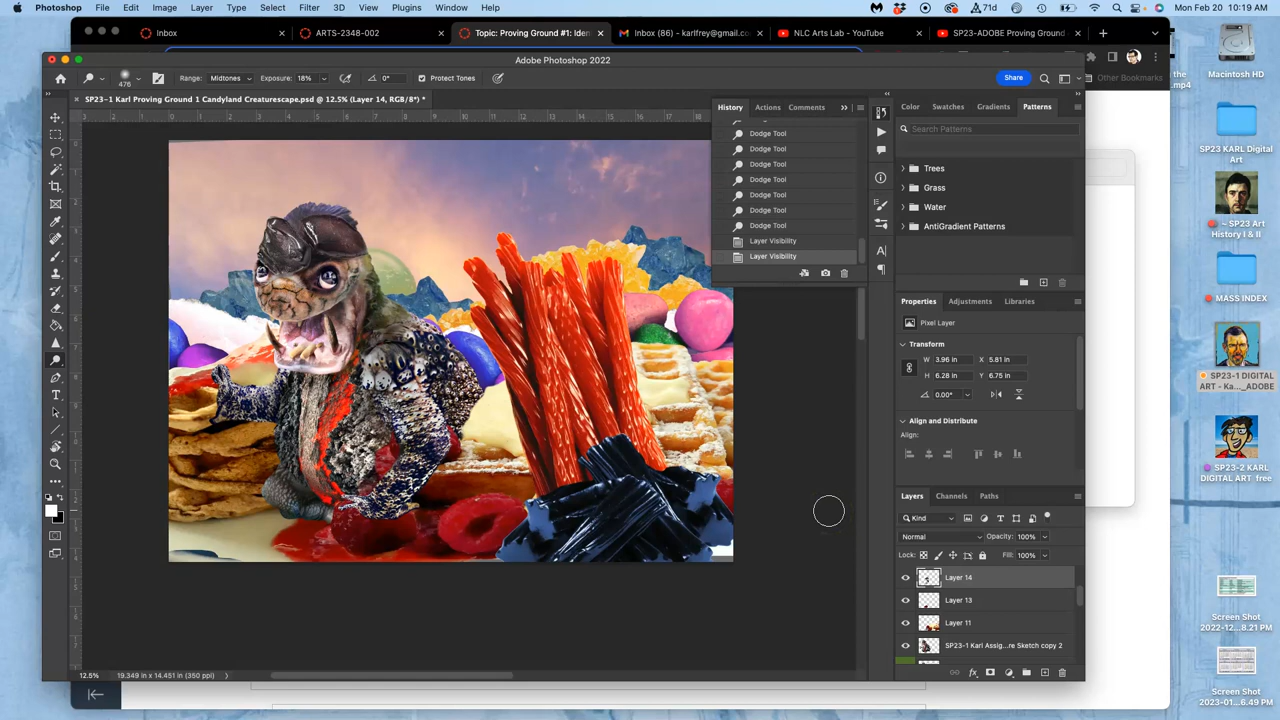 Photoshop File Edit Image Layer Type Select Filter 3D View Plugins Window Help
71d
Mon Feb 20 10:19 AM
Inbox
ARTS-2348-002
Topic: Proving Ground #1: Iden
Inbox (86) - karlfrey@gmail.co
NLC Arts Lab - YouTube
SP23-ADOBE Proving Ground
Adobe Photoshop 2022
Other Bookmarks
476
Range: Midtones
Exposure: 18%
0°
Protect Tones
Share
SP23-1 Karl Proving Ground 1 Candyland Creaturescape.psd @ 12.5% (Layer 14, RGB/8*) *
History Actions Comments
Dodge Tool
Dodge Tool
Dodge Tool
Dodge Tool
Dodge Tool
Dodge Tool
Dodge Tool
Layer Visibility
Layer Visibility
Color Swatches Gradients Patterns
Search Patterns
Trees
Grass
Water
AntiGradient Patterns
Properties Adjustments Libraries
Pixel Layer
Transform
W 3.96 in X 5.81 in
H 6.28 in Y 6.75 in
0.00°
Align and Distribute
Align:
Layers Channels Paths
Kind
Normal Opacity: 100%
Lock: Fill: 100%
Layer 14
Layer 13
Layer 11
SP23-1 Karl Assig...re Sketch copy 2
12.5% 19.349 in x 14.451 in (350 ppi)
Macintosh HD
SP23 KARL Digital Art
~ SP23 Art History I & II
MASS INDEX
SP23-1 DIGITAL ART - Ka..._ADOBE
SP23-2 KARL DIGITAL ART_free
Screen Shot 2022-12...8.21 PM
Screen Shot 2023-01...6.49 PM